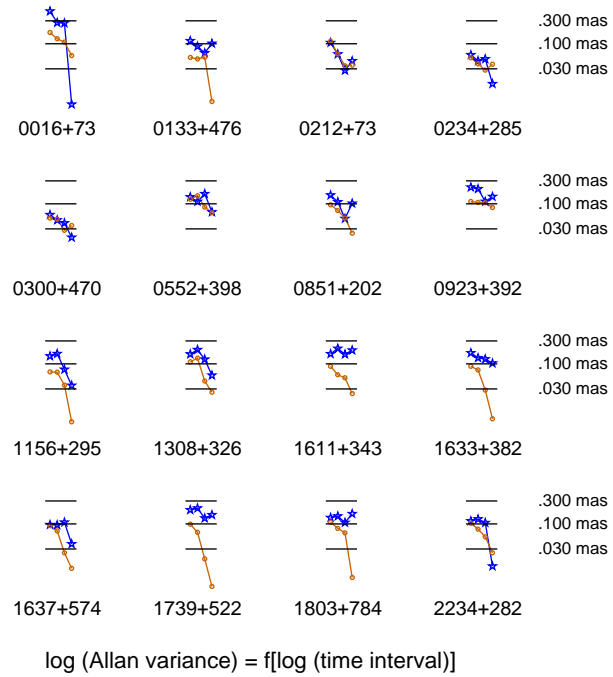 .300 mas
.100 mas
.030 mas
0016+73 0133+476 0212+73 0234+285
.300 mas
.100 mas
.030 mas
0300+470 0552+398 0851+202 0923+392
.300 mas
.100 mas
.030 mas
1156+295 1308+326 1611+343 1633+382
.300 mas
.100 mas
.030 mas
1637+574 1739+522 1803+784 2234+282
log (Allan variance) = f[log (time interval)]